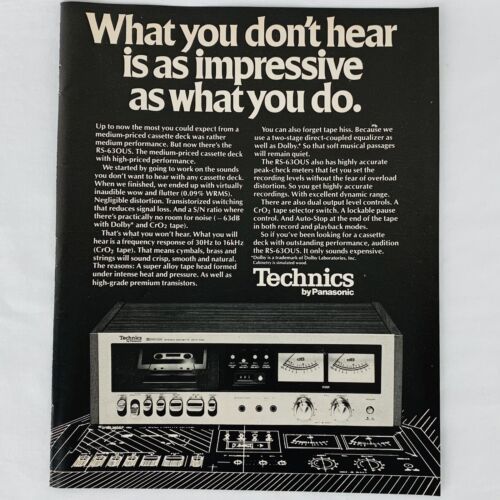 What you don't hear
is as impressive
as what you do.
Up to now the most you could expect from a
medium-priced cassette deck was rather
medium performance. But now there's the
RS-630US. The medium-priced cassette deck
with high-priced performance.
We started by going to work on the sounds
you don't want to hear with any cassette deck.
When we finished, we ended up with virtually
inaudible wow and flutter (0.09% WRMS).
Negligible distortion. Transistorized switching
that reduces signal loss. And a S/N ratio where
there's practically no room for noise (–63dB
with Dolby* and CrO2 tape).
That's what you won't hear. What you will
hear is a frequency response of 30Hz to 16kHz
(CrO2 tape). That means cymbals, brass and
strings will sound crisp, smooth and natural.
The reasons: A super alloy tape head formed
under intense heat and pressure. As well as
high-grade premium transistors.
You can also forget tape hiss. Because we
use a two-stage direct-coupled equalizer as
well as Dolby.* So that soft musical passages
will remain quiet.
The RS-630US also has highly accurate
peak-check meters that let you set the
recording levels without the fear of overload
distortion. So you get highly accurate
recordings. With excellent dynamic range.
There are also dual output level controls. A
CrO2 tape selector switch. A lockable pause
control. And Auto-Stop at the end of the tape
in both record and playback modes.
So if you've been looking for a cassette
deck with outstanding performance, audition
the RS-630US. It only sounds expensive.
*Dolby is a trademark of Dolby Laboratories, Inc.
Cabinetry is simulated wood.
Technics
by Panasonic
Technics
by Panasonic